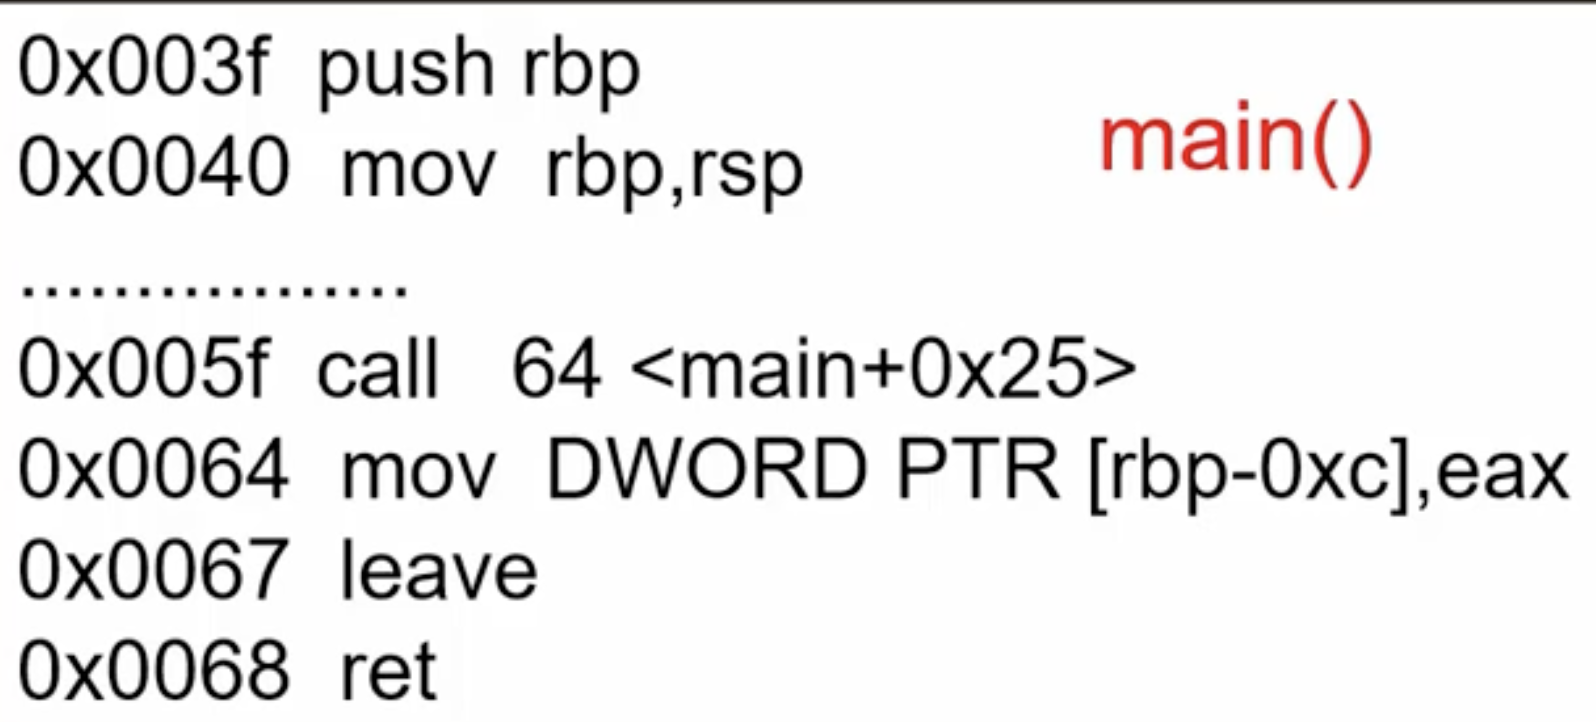 0x003f push rbp
main()
0x0040 mov rbp,rsp
.................
0x005f call 64 <main+0x25>
0x0064 mov DWORD PTR [rbp-0xc],eax
0x0067 leave
0x0068 ret